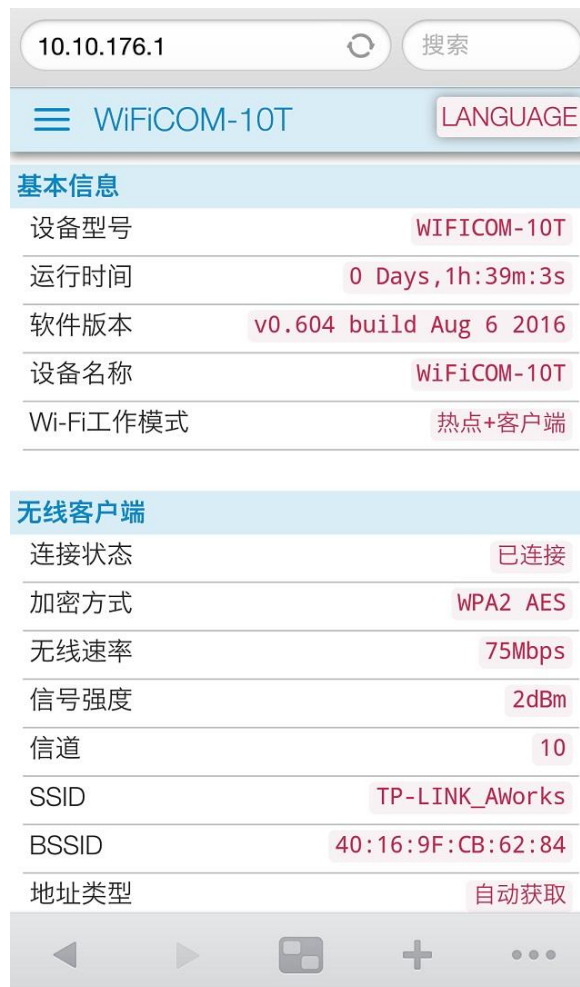 10.10.176.1 搜索
WiFiCOM-10T LANGUAGE
基本信息
设备型号 WIFICOM-10T
运行时间 0 Days,1h:39m:3s
软件版本 v0.604 build Aug 6 2016
设备名称 WiFiCOM-10T
Wi-Fi工作模式 热点+客户端
无线客户端
连接状态 已连接
加密方式 WPA2 AES
无线速率 75Mbps
信号强度 2dBm
信道 10
SSID TP-LINK_AWorks
BSSID 40:16:9F:CB:62:84
地址类型 自动获取